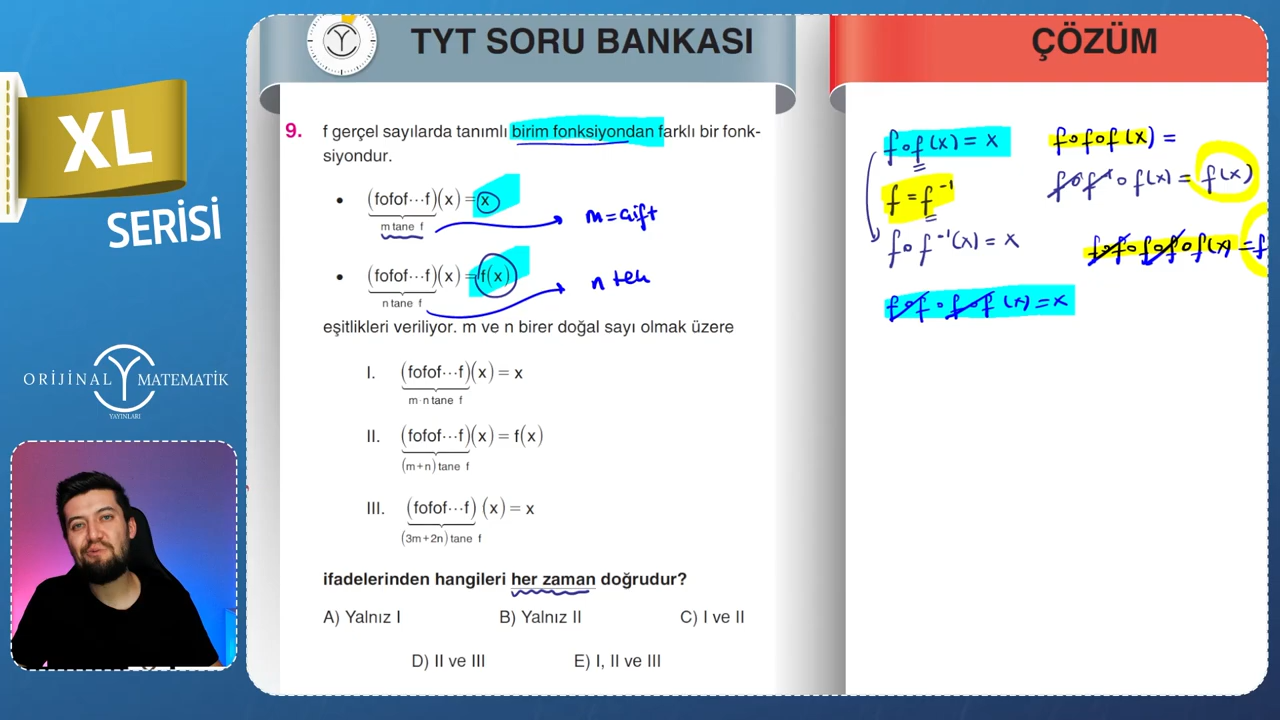 XL
SERİSİ
ORİJİNAL MATEMATİK
YAYINLARI
TYT SORU BANKASI
9. f gerçel sayılarda tanımlı birim fonksiyondan farklı bir fonk-
siyondur.
• (fofof⋯f)(x) = x
m tane f
m = çift
• (fofof⋯f)(x) = f(x)
n tane f
n tek
eşitlikleri veriliyor. m ve n birer doğal sayı olmak üzere
I. (fofof⋯f)(x) = x
m·n tane f
II. (fofof⋯f)(x) = f(x)
(m+n) tane f
III. (fofof⋯f) (x) = x
(3m+2n) tane f
ifadelerinden hangileri her zaman doğrudur?
A) Yalnız I B) Yalnız II C) I ve II
D) II ve III E) I, II ve III
ÇÖZÜM
fof(x) = x
f = f⁻¹
fof⁻¹(x) = x
fofofof(x) = x
fofof(x) =
fof⁻¹of(x) = f(x)
fofofofof(x) = f